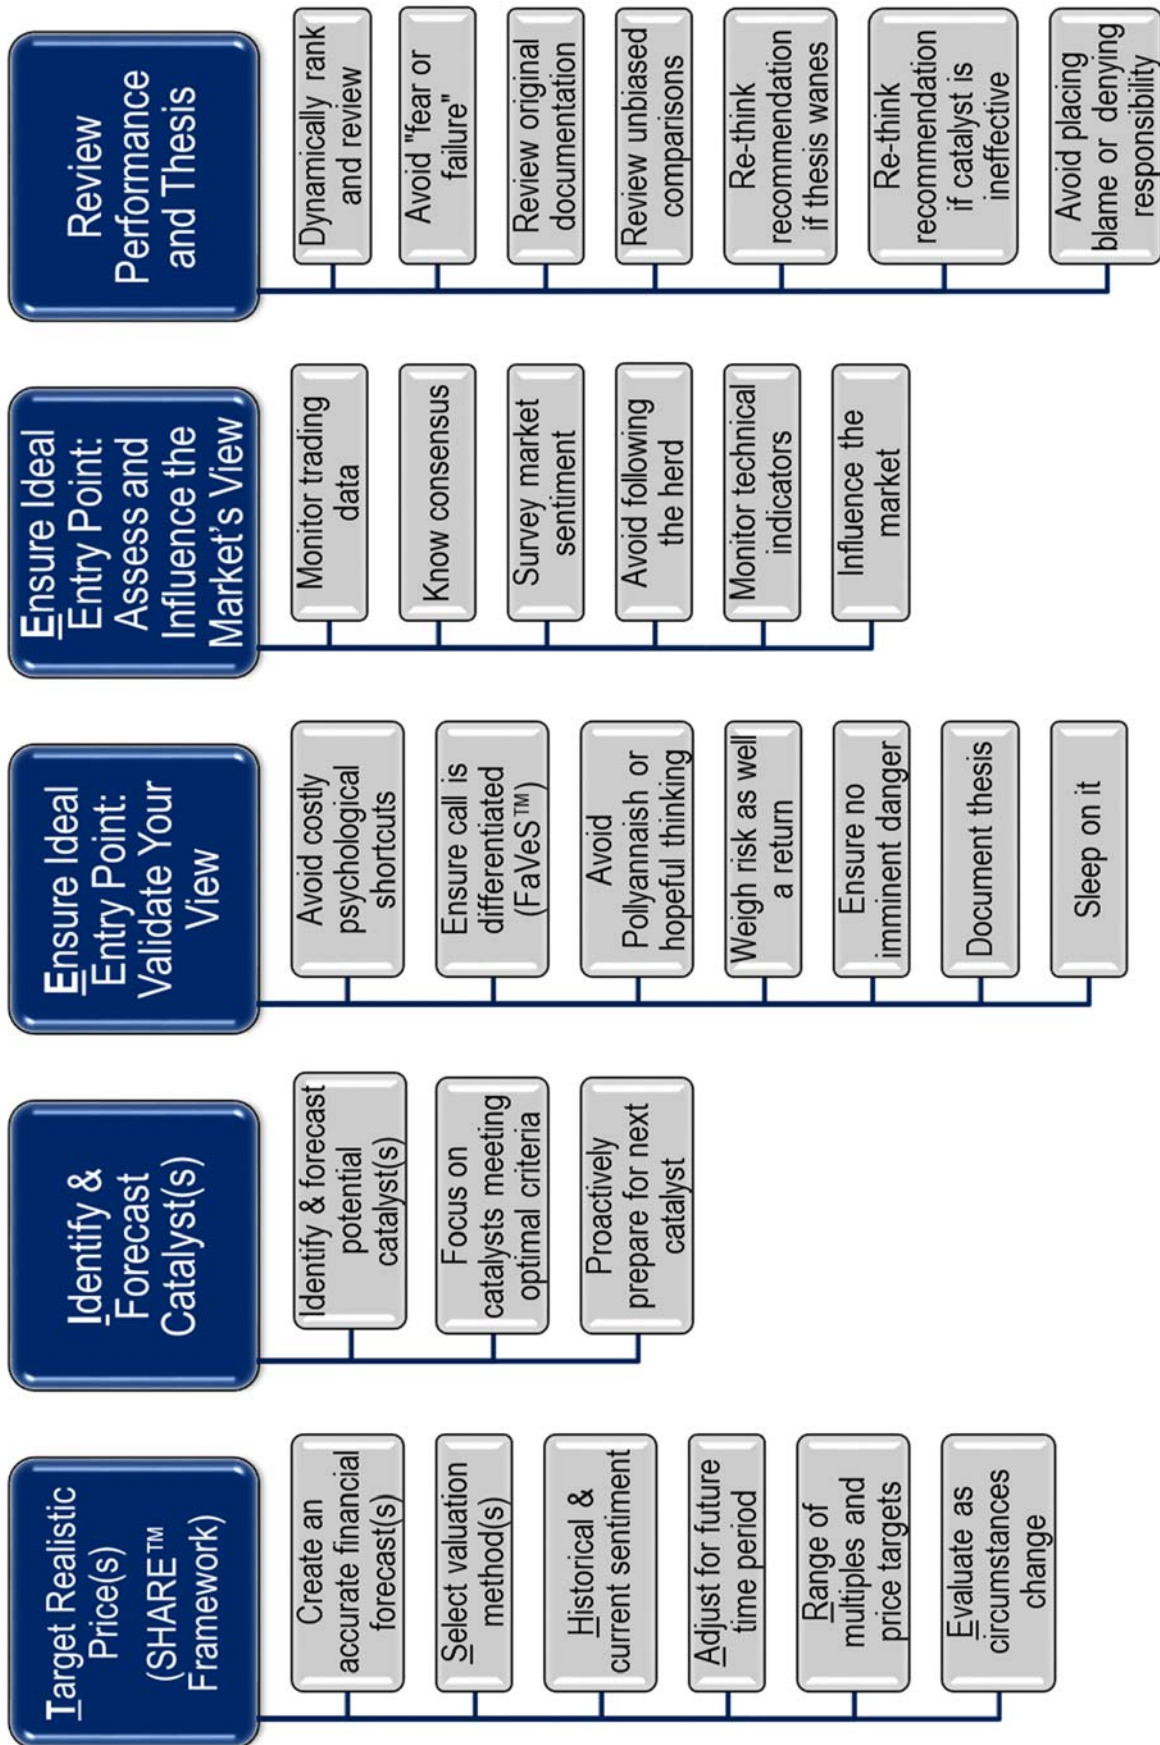 Target Realistic
Price(s)
(SHARE™
Framework)
Create an
accurate financial
forecast(s)
Select valuation
method(s)
Historical &
current sentiment
Adjust for future
time period
Range of
multiples and
price targets
Evaluate as
circumstances
change
Identify &
Forecast
Catalyst(s)
Identify & forecast
potential
catalyst(s)
Focus on
catalysts meeting
optimal criteria
Proactively
prepare for next
catalyst
Ensure Ideal
Entry Point:
Validate Your
View
Avoid costly
psychological
shortcuts
Ensure call is
differentiated
(FaVeS™)
Avoid
Pollyannaish or
hopeful thinking
Weigh risk as well
a return
Ensure no
imminent danger
Document thesis
Sleep on it
Ensure Ideal
Entry Point:
Assess and
Influence the
Market's View
Monitor trading
data
Know consensus
Survey market
sentiment
Avoid following
the herd
Monitor technical
indicators
Influence the
market
Review
Performance
and Thesis
Dynamically rank
and review
Avoid "fear or
failure"
Review original
documentation
Review unbiased
comparisons
Re-think
recommendation
if thesis wanes
Re-think
recommendation
if catalyst is
ineffective
Avoid placing
blame or denying
responsibility